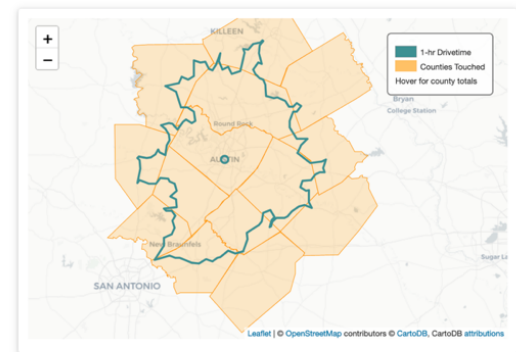 +
−
KILLEEN
1-hr Drivetime
Counties Touched
Hover for county totals
Bryan
College Station
Round Rock
AUSTIN
New Braunfels
Sugar La
SAN ANTONIO
Leaflet | © OpenStreetMap contributors © CartoDB, CartoDB attributions